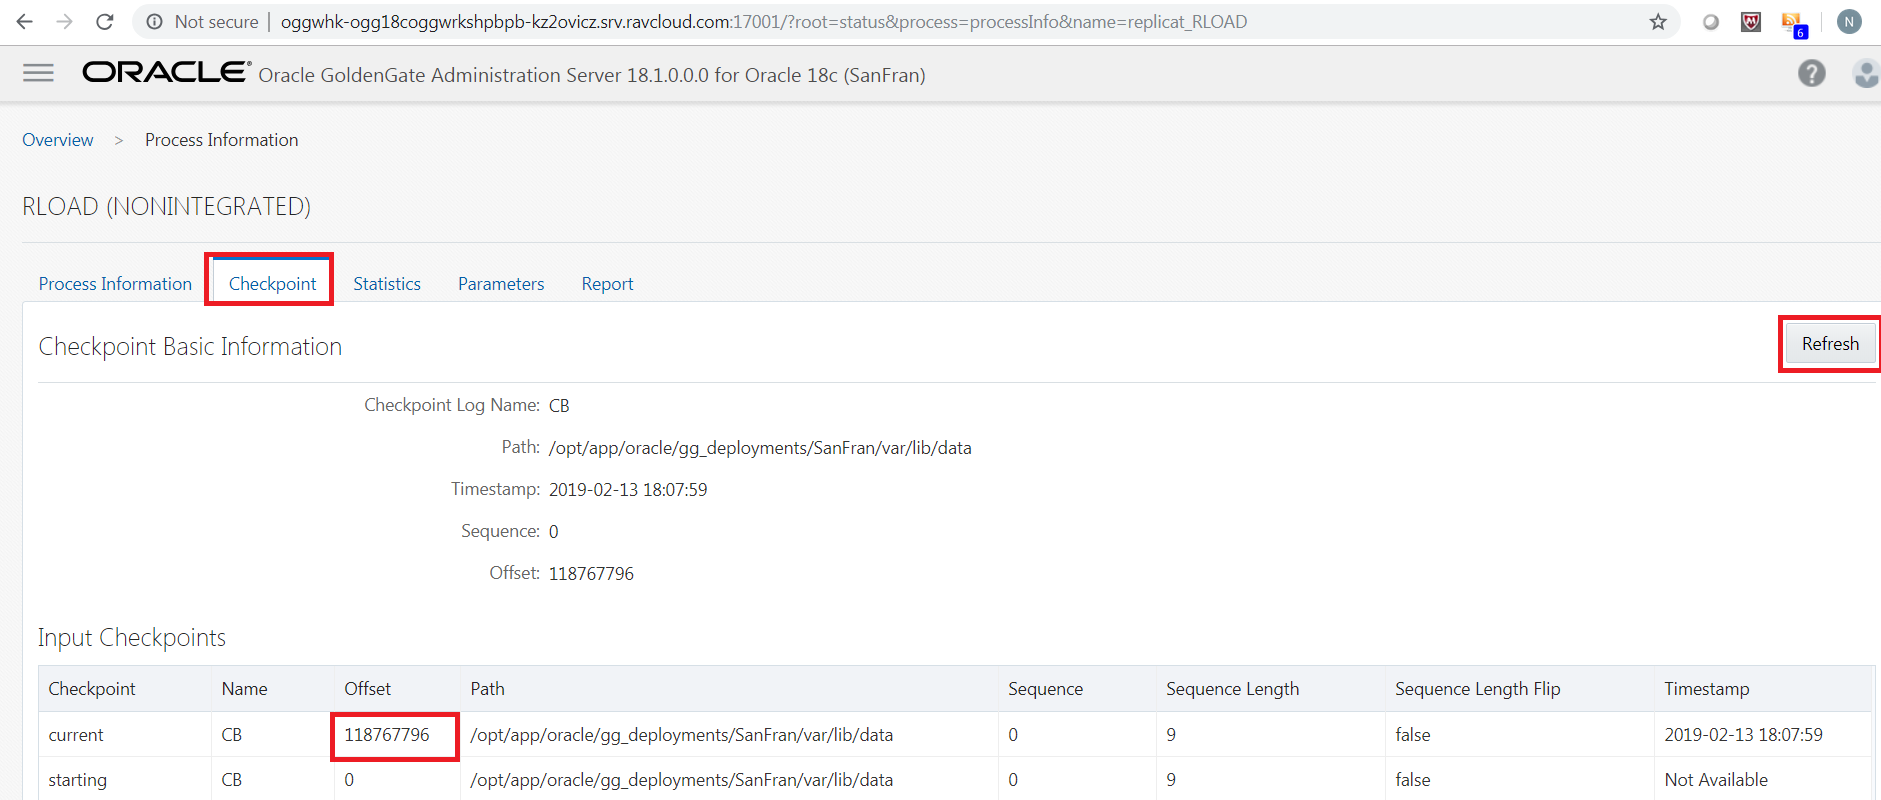 Not secure | oggwhk-ogg18coggwrkshpbpb-kz2ovicz.srv.ravcloud.com:17001/?root=status&process=processInfo&name=replicat_RLOAD
6
N
ORACLE® Oracle GoldenGate Administration Server 18.1.0.0.0 for Oracle 18c (SanFran)
?
Overview > Process Information
RLOAD (NONINTEGRATED)
Process Information Checkpoint Statistics Parameters Report
Checkpoint Basic Information
Refresh
Checkpoint Log Name: CB
Path: /opt/app/oracle/gg_deployments/SanFran/var/lib/data
Timestamp: 2019-02-13 18:07:59
Sequence: 0
Offset: 118767796
Input Checkpoints
Checkpoint Name Offset Path Sequence Sequence Length Sequence Length Flip Timestamp
current CB 118767796 /opt/app/oracle/gg_deployments/SanFran/var/lib/data 0 9 false 2019-02-13 18:07:59
starting CB 0 /opt/app/oracle/gg_deployments/SanFran/var/lib/data 0 9 false Not Available